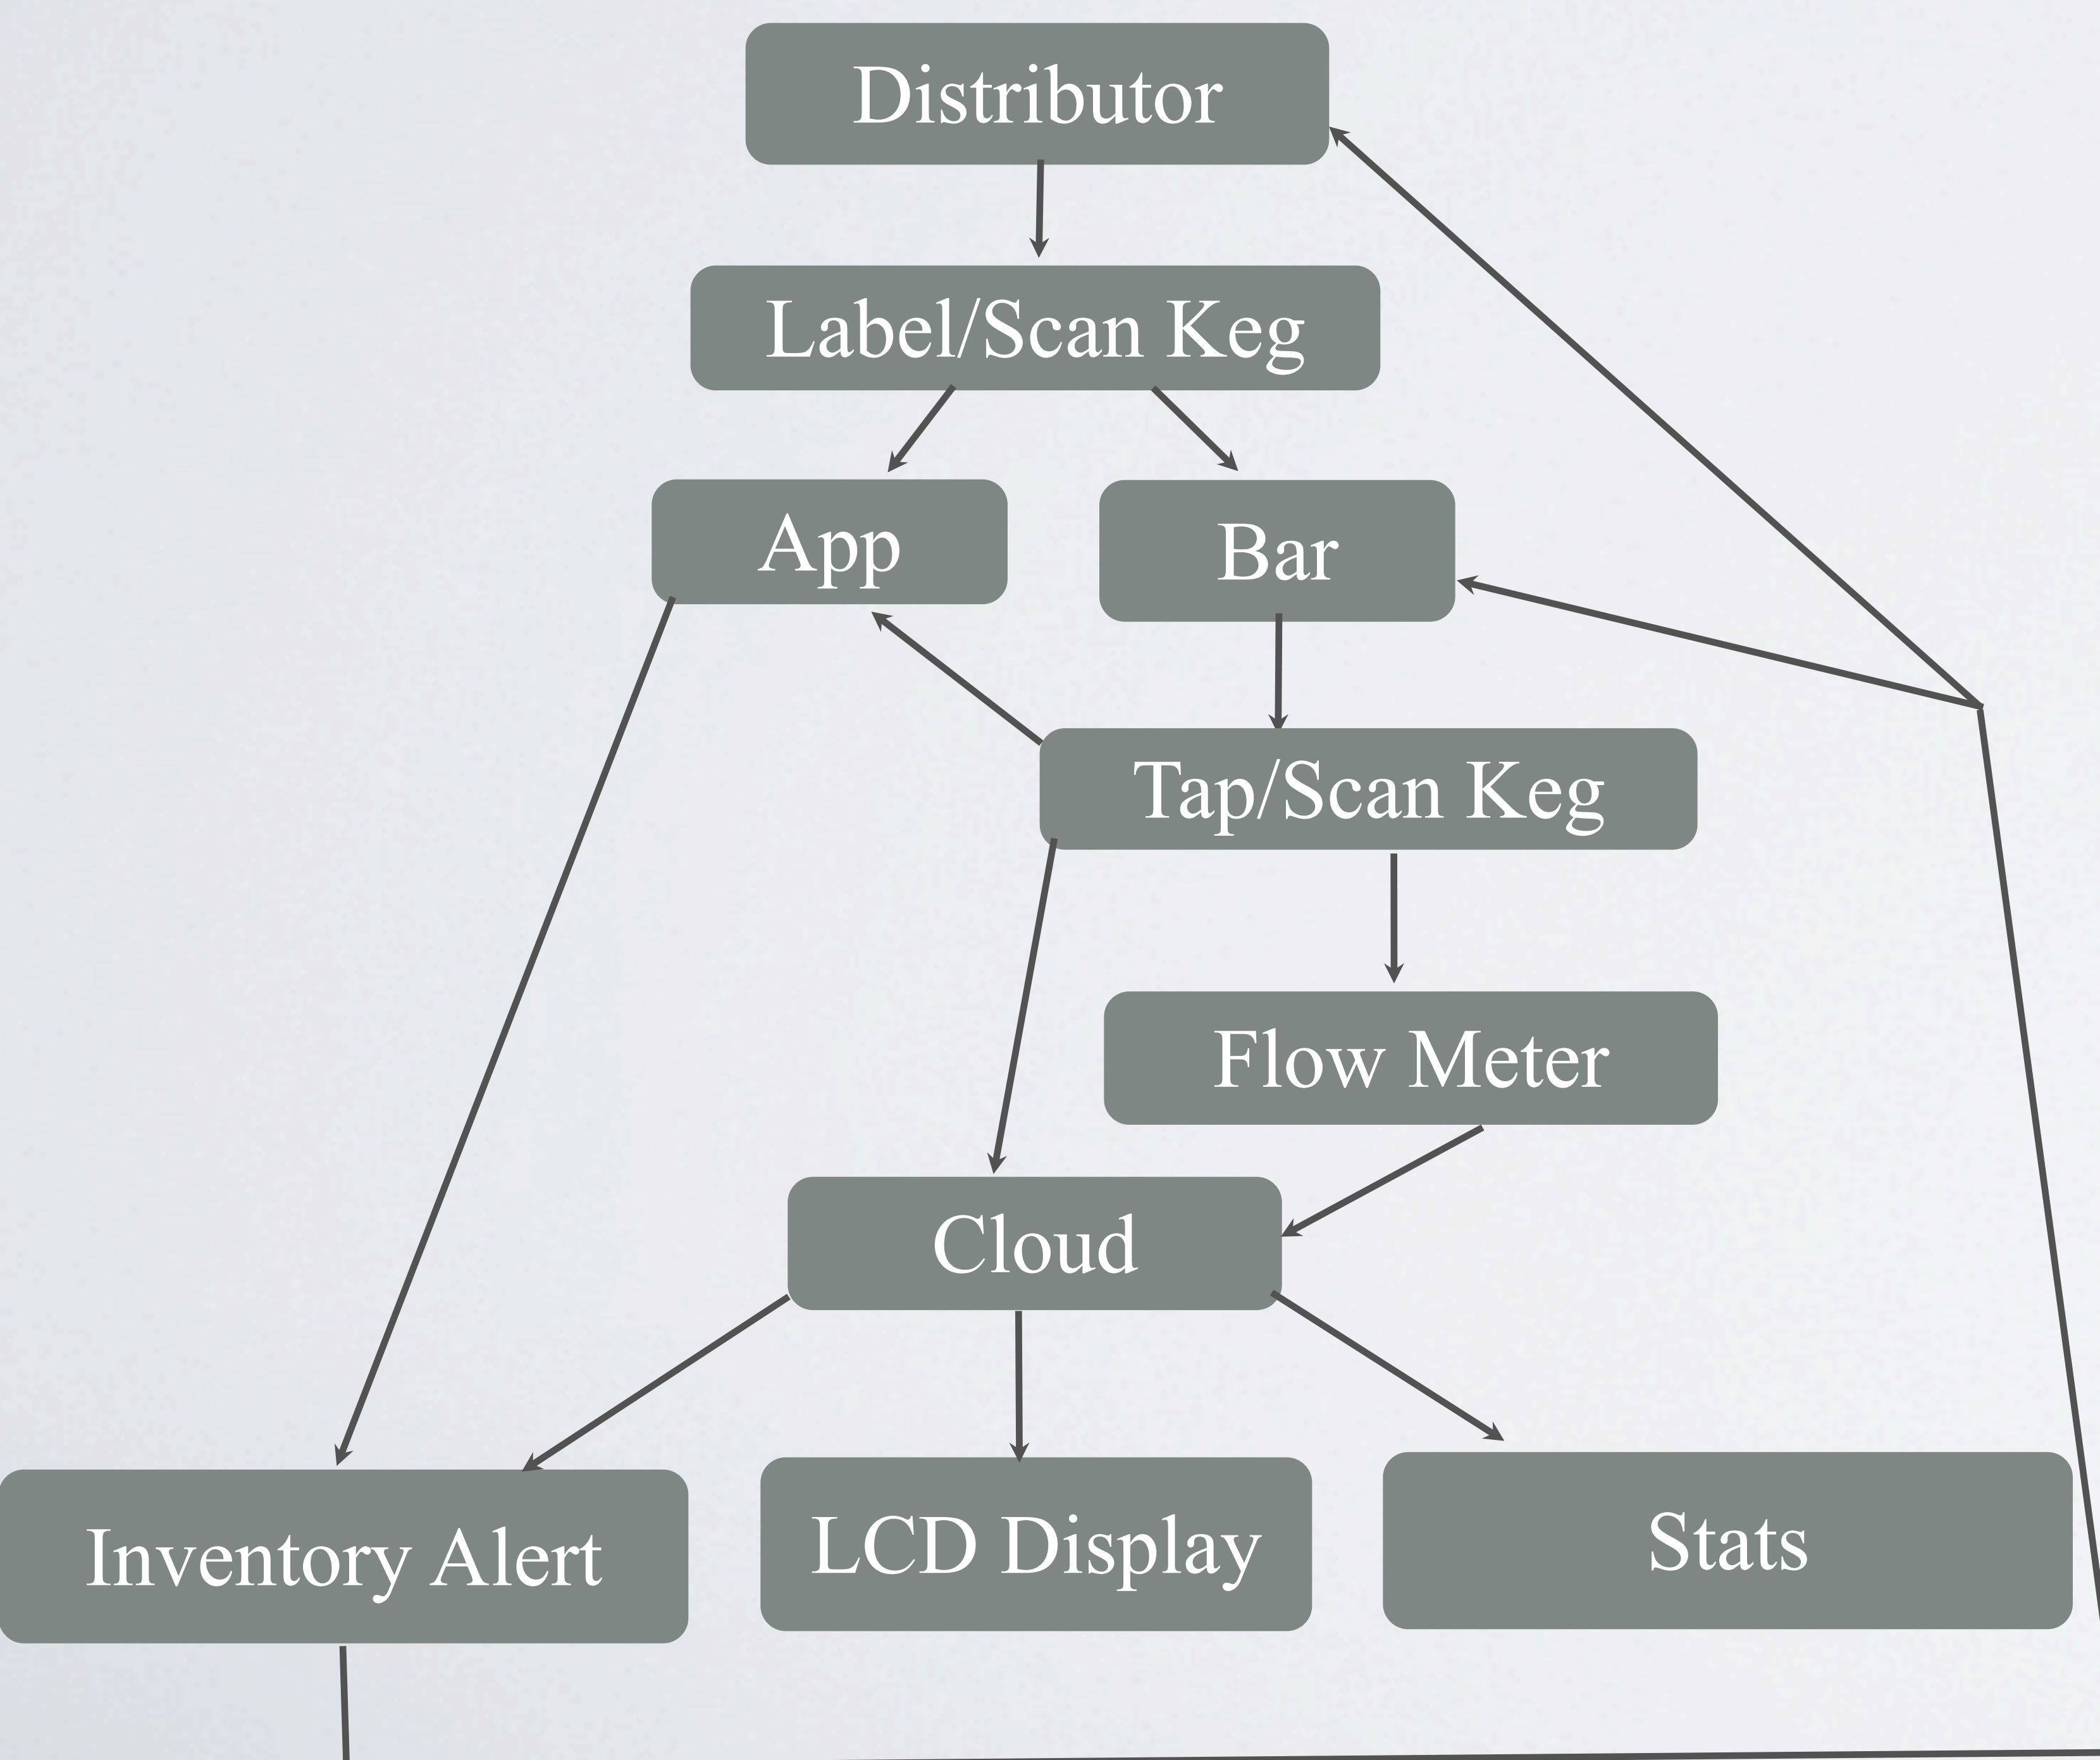 Distributor
Label/Scan Keg
App
Bar
Tap/Scan Keg
Flow Meter
Cloud
Inventory Alert
LCD Display
Stats